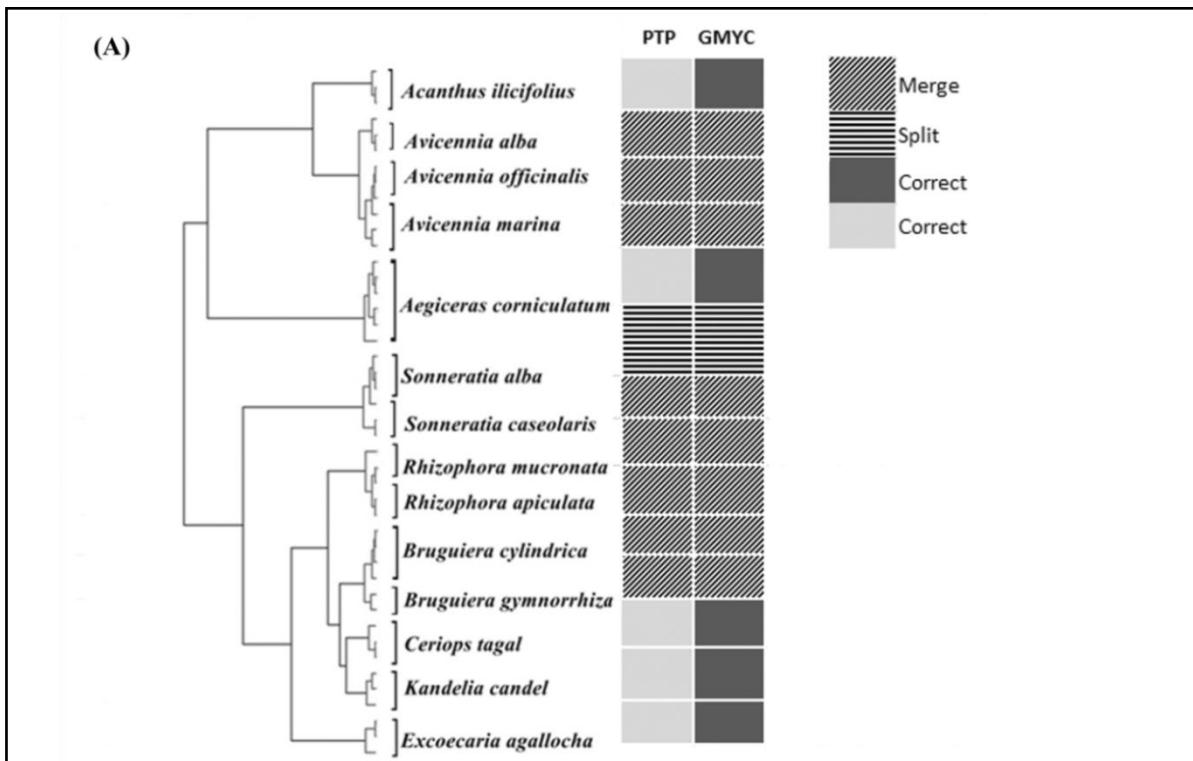 (A)
PTP GMYC
Acanthus ilicifolius
Avicennia alba
Avicennia officinalis
Avicennia marina
Aegiceras corniculatum
Sonneratia alba
Sonneratia caseolaris
Rhizophora mucronata
Rhizophora apiculata
Bruguiera cylindrica
Bruguiera gymnorrhiza
Ceriops tagal
Kandelia candel
Excoecaria agallocha
Merge
Split
Correct
Correct